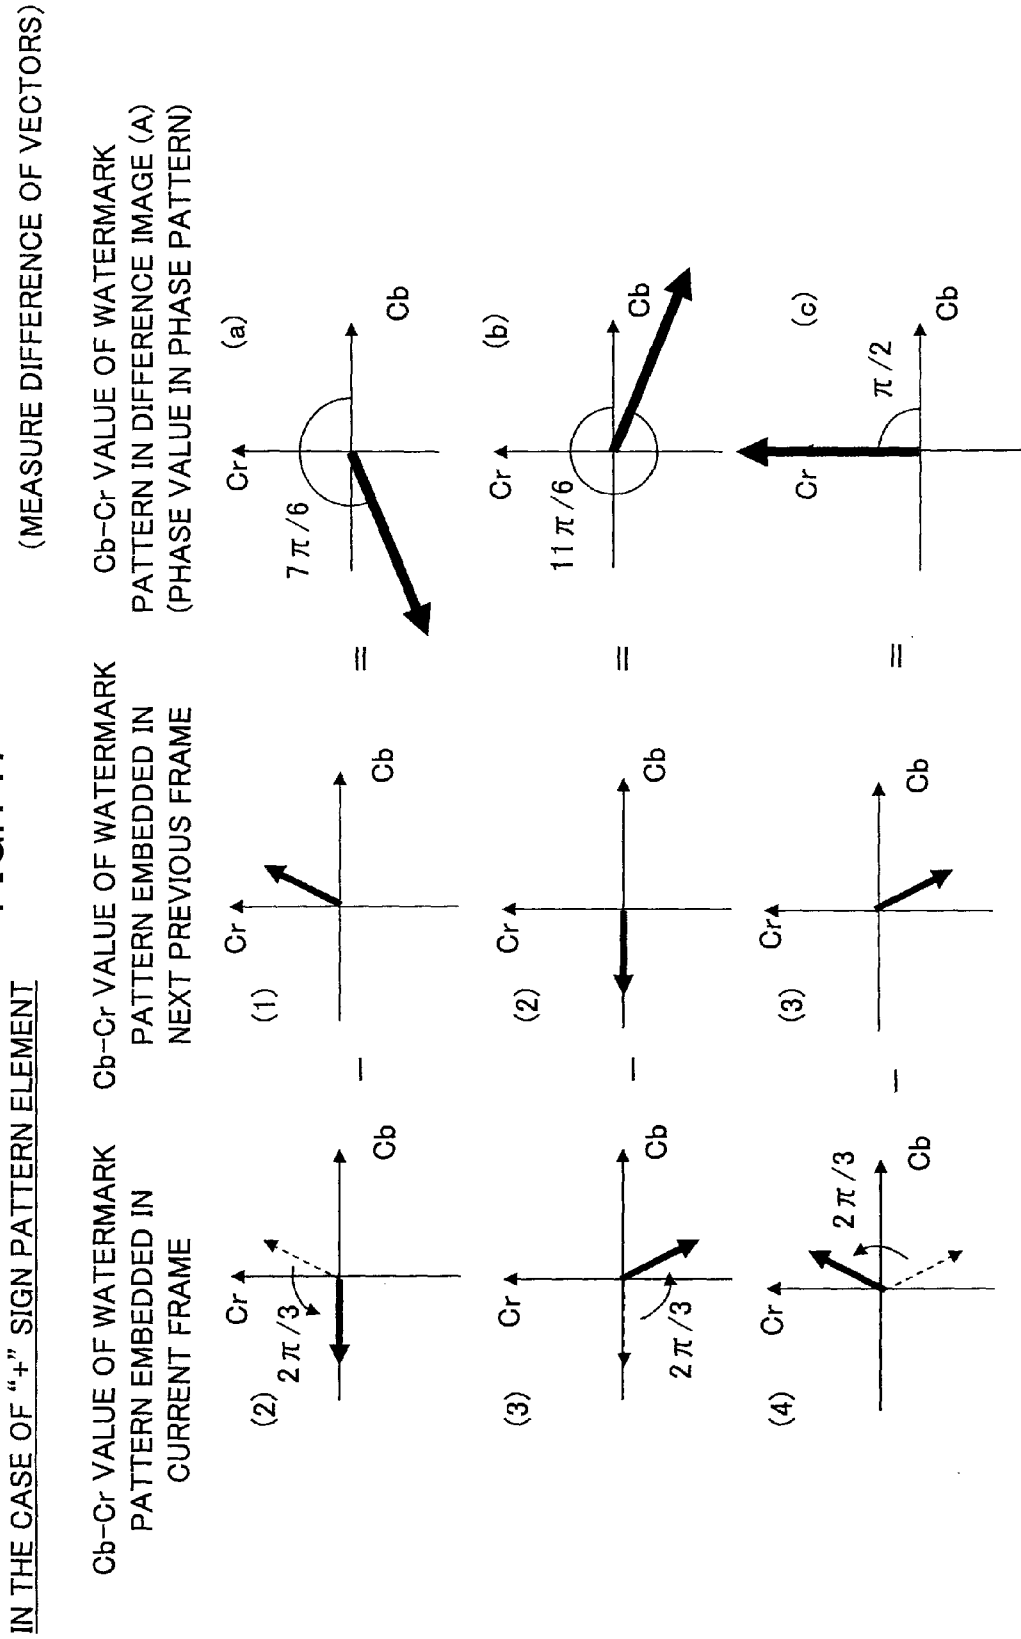 IN THE CASE OF "+" SIGN PATTERN ELEMENT
(MEASURE DIFFERENCE OF VECTORS)
Cb-Cr VALUE OF WATERMARK
PATTERN EMBEDDED IN
CURRENT FRAME
Cb-Cr VALUE OF WATERMARK
PATTERN EMBEDDED IN
NEXT PREVIOUS FRAME
Cb-Cr VALUE OF WATERMARK
PATTERN IN DIFFERENCE IMAGE (A)
(PHASE VALUE IN PHASE PATTERN)
(2)
Cr
2π/3
Cb
−
(1)
Cr
Cb
=
(a)
Cr
7π/6
Cb
(3)
Cr
2π/3
Cb
−
(2)
Cr
Cb
=
(b)
Cr
11π/6
Cb
(4)
Cr
2π/3
Cb
−
(3)
Cr
Cb
=
(c)
Cr
π/2
Cb